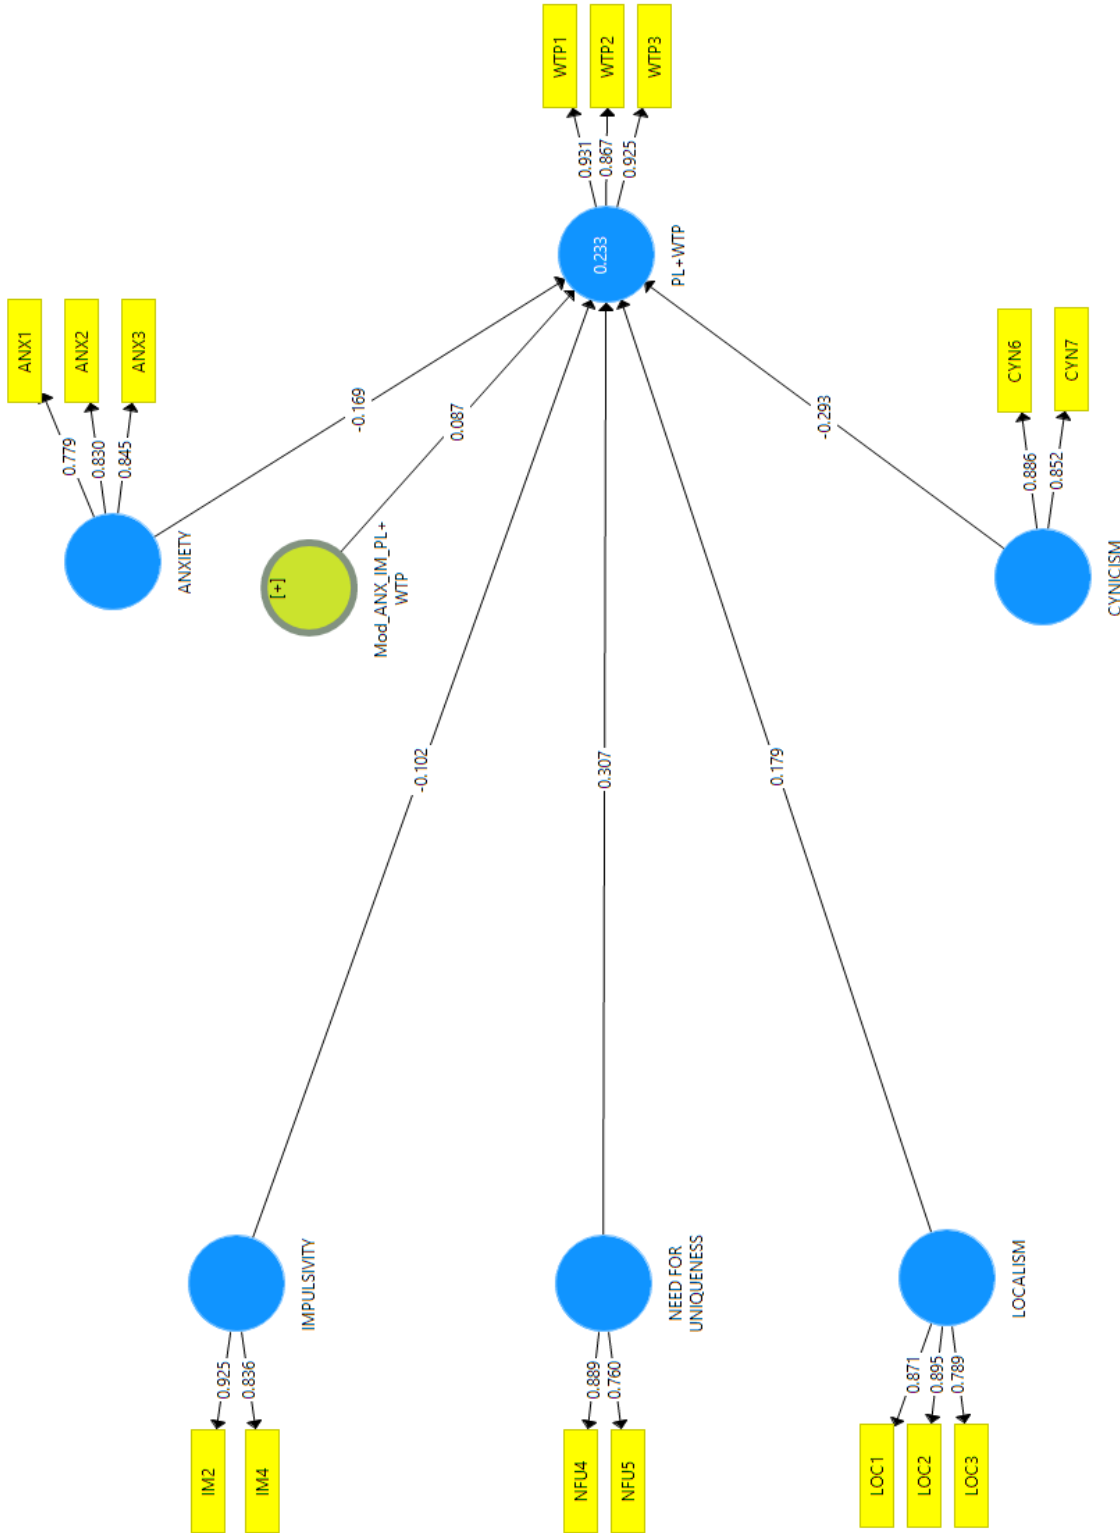 IM2
IM4
0.925
0.836
IMPULSIVITY
NFU4
NFU5
0.889
0.760
NEED FOR
UNIQUENESS
LOC1
LOC2
LOC3
0.871
0.895
0.789
LOCALISM
-0.102
0.307
0.179
ANX1
ANX2
ANX3
0.779
0.830
0.845
ANXIETY
[+]
Mod_ANX_IM_PL+
WTP
-0.169
0.087
CYN6
CYN7
0.886
0.852
CYNICISM
-0.293
0.233
PL+WTP
0.931
0.867
0.925
WTP1
WTP2
WTP3